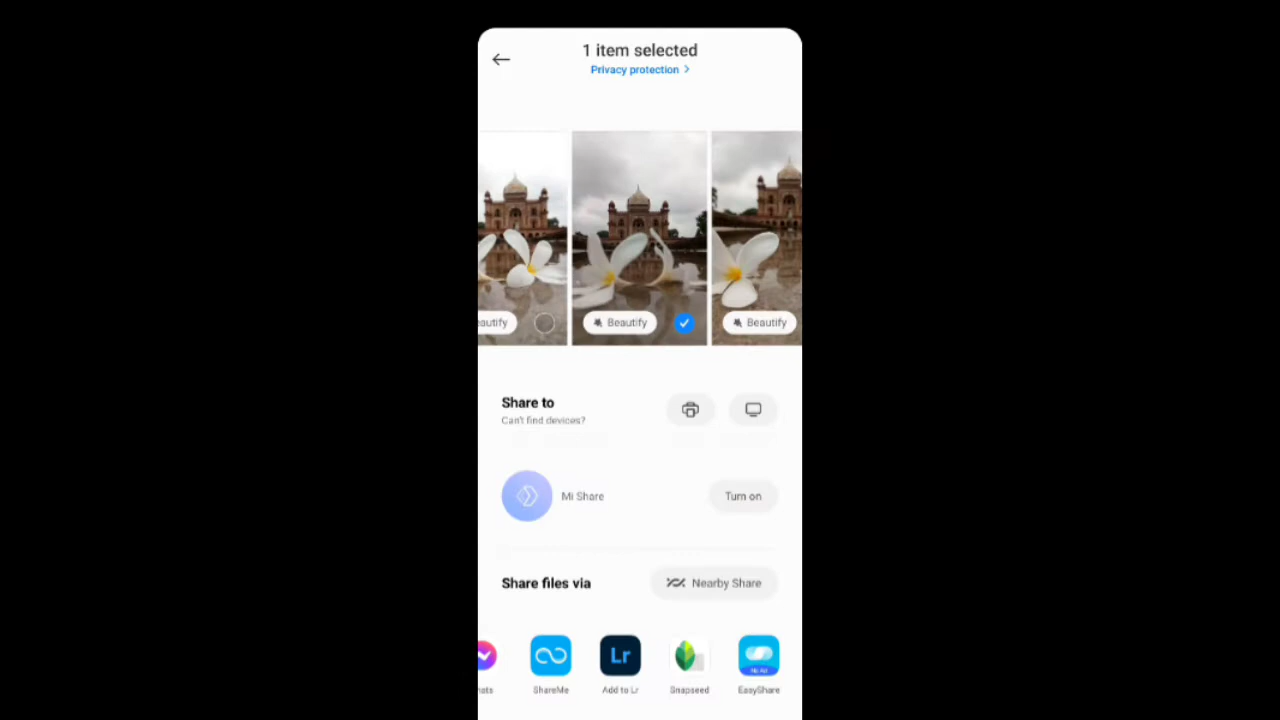 1 item selected
Privacy protection
Beautify
Beautify
Share to
Can't find devices?
Mi Share
Turn on
Share files via
Nearby Share
Lr
ShareMe
Add to Lr
Snapseed
EasyShare